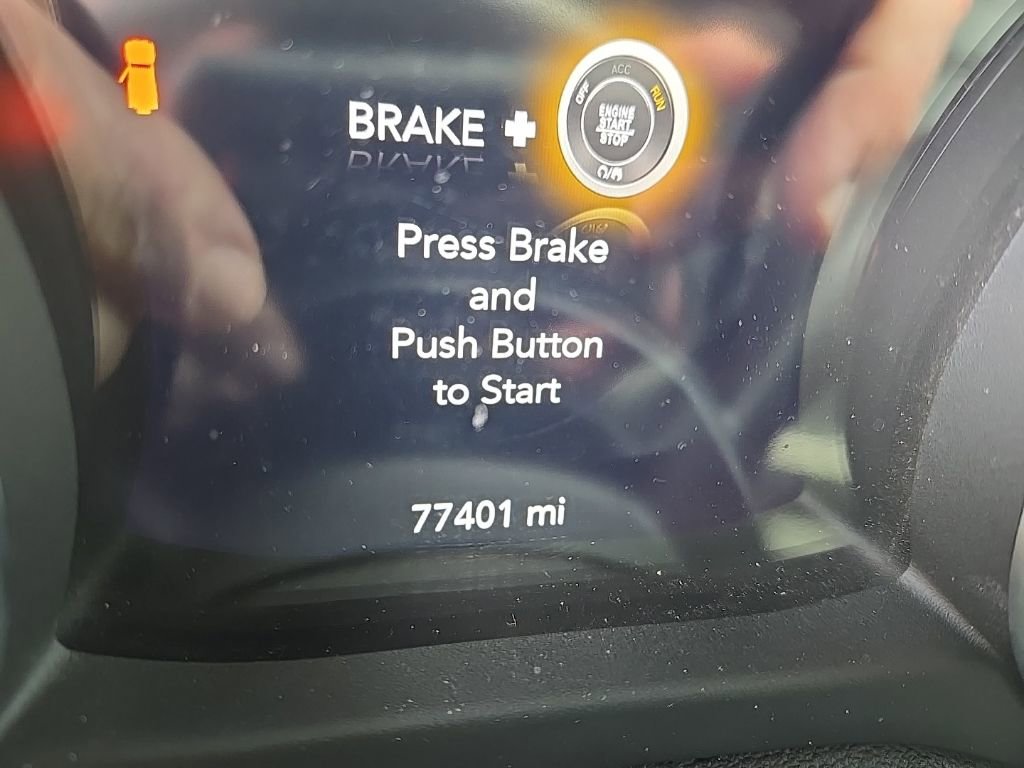 BRAKE +
OFF ACC RUN
ENGINE
START
STOP
Press Brake
and
Push Button
to Start
77401 mi